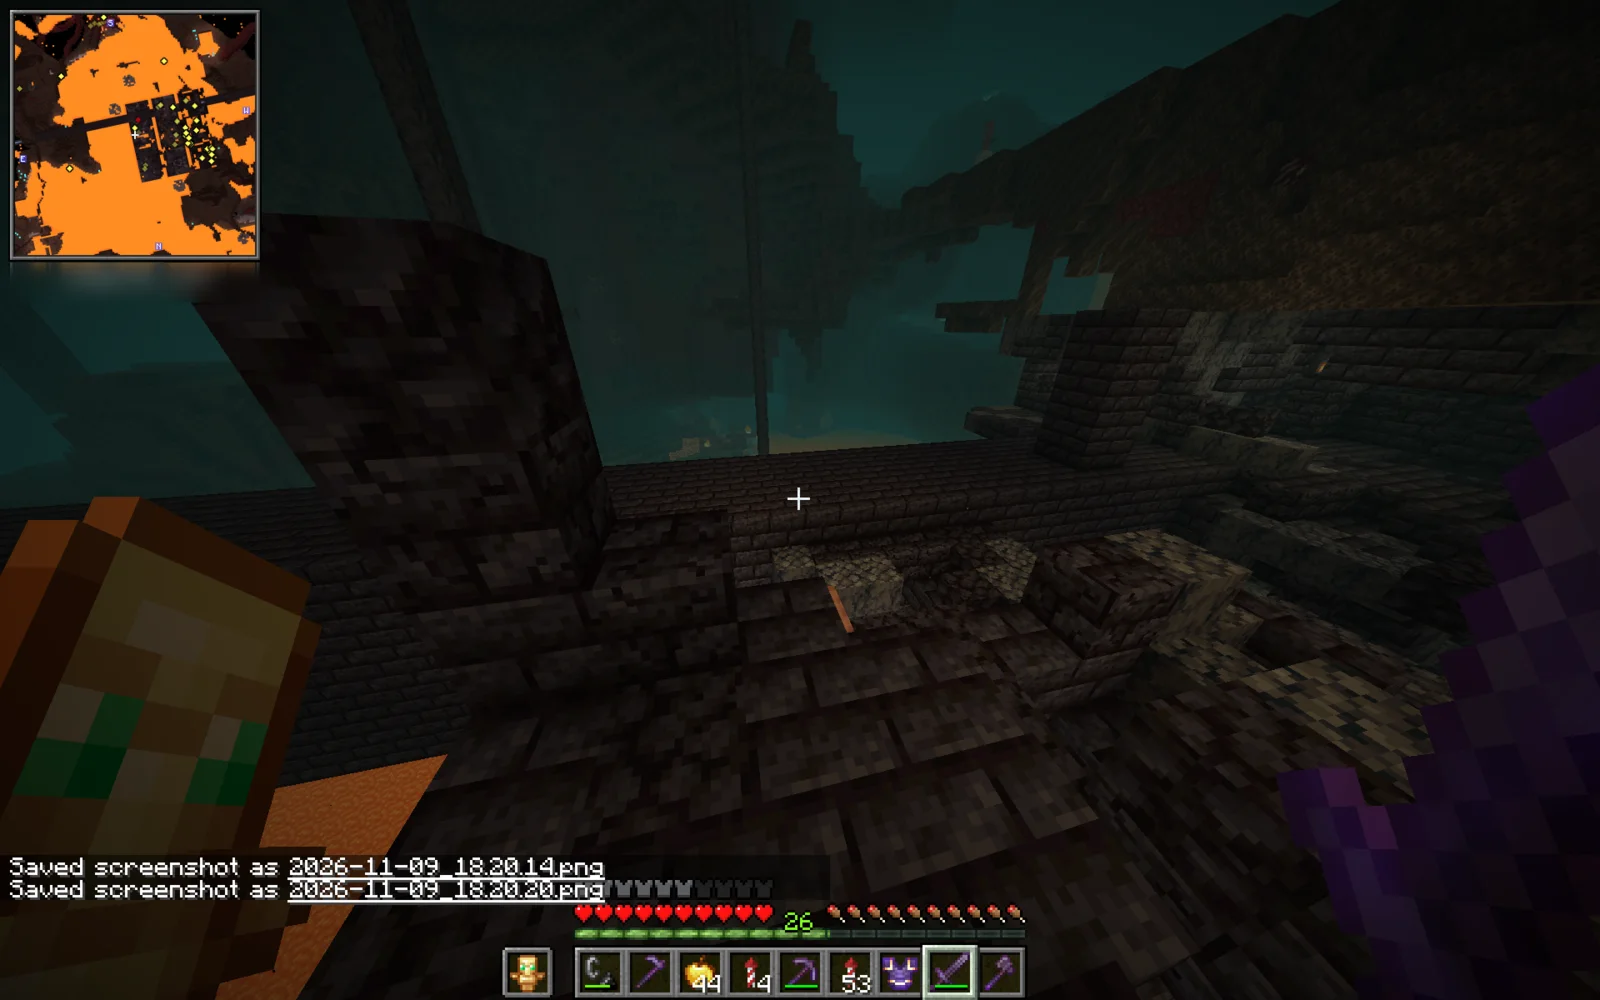 S
W
E
N
Saved screenshot as 2026-11-09_18.20.14.png
Saved screenshot as 2026-11-09_18.20.20.png
26
44
4
53